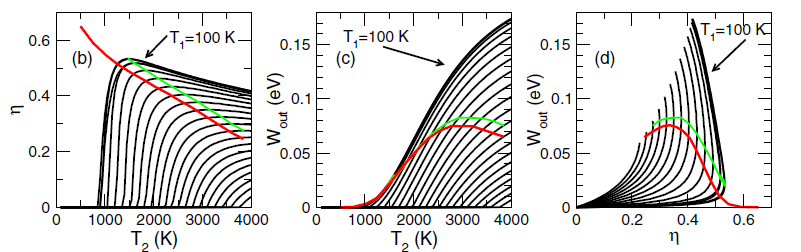 (b)
T1=100 K
η
0.6
0.4
0.2
0
0 1000 2000 3000 4000
T2 (K)
(c)
T1=100 K
Wout (eV)
0.15
0.1
0.05
0
0 1000 2000 3000 4000
T2 (K)
(d)
T1=100 K
Wout (eV)
0.15
0.1
0.05
0
0 0.2 0.4 0.6
η